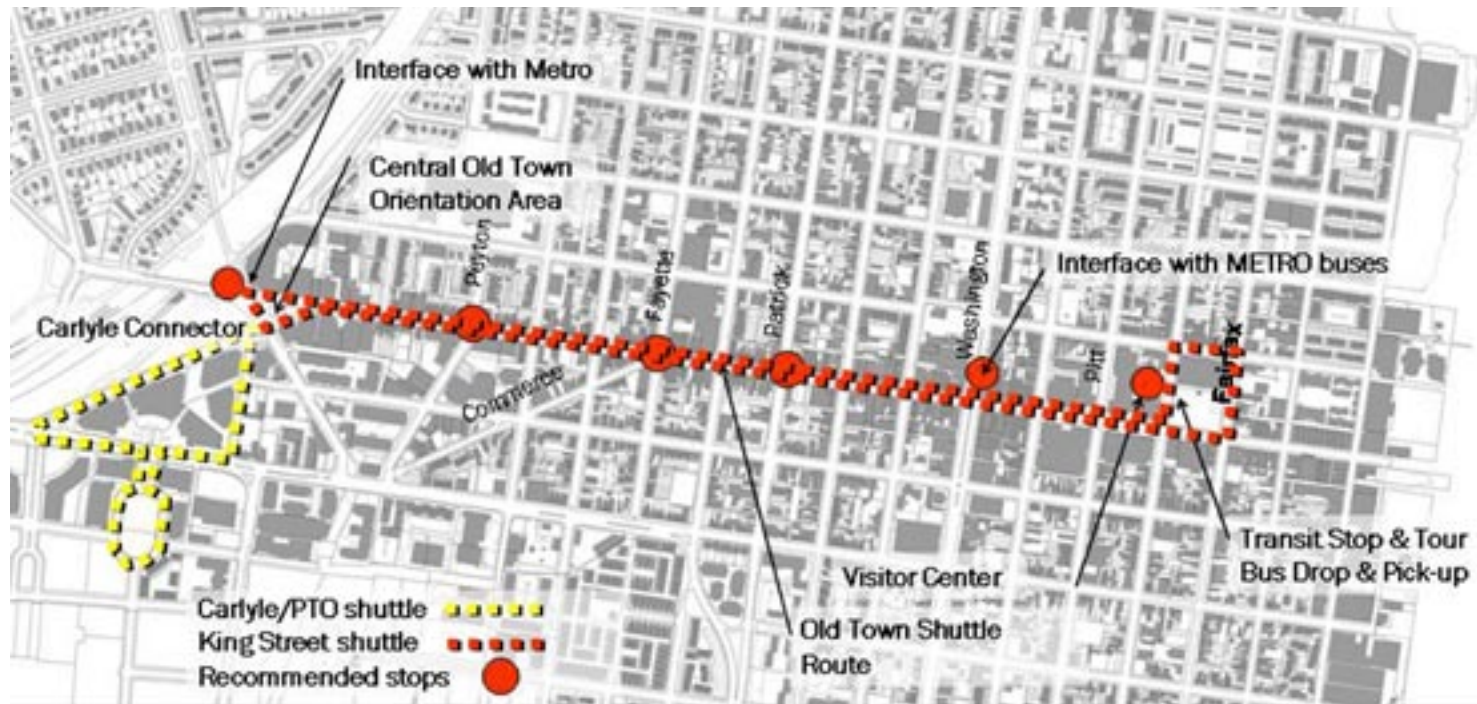 Interface with Metro
Central Old Town
Orientation Area
Peyton
Fayette
Patrick
Washington
Interface with METRO buses
Carlyle Connector
Pitt
Fairfax
Commerce
Transit Stop & Tour
Bus Drop & Pick-up
Visitor Center
Old Town Shuttle
Route
Carlyle/PTO shuttle
King Street shuttle
Recommended stops